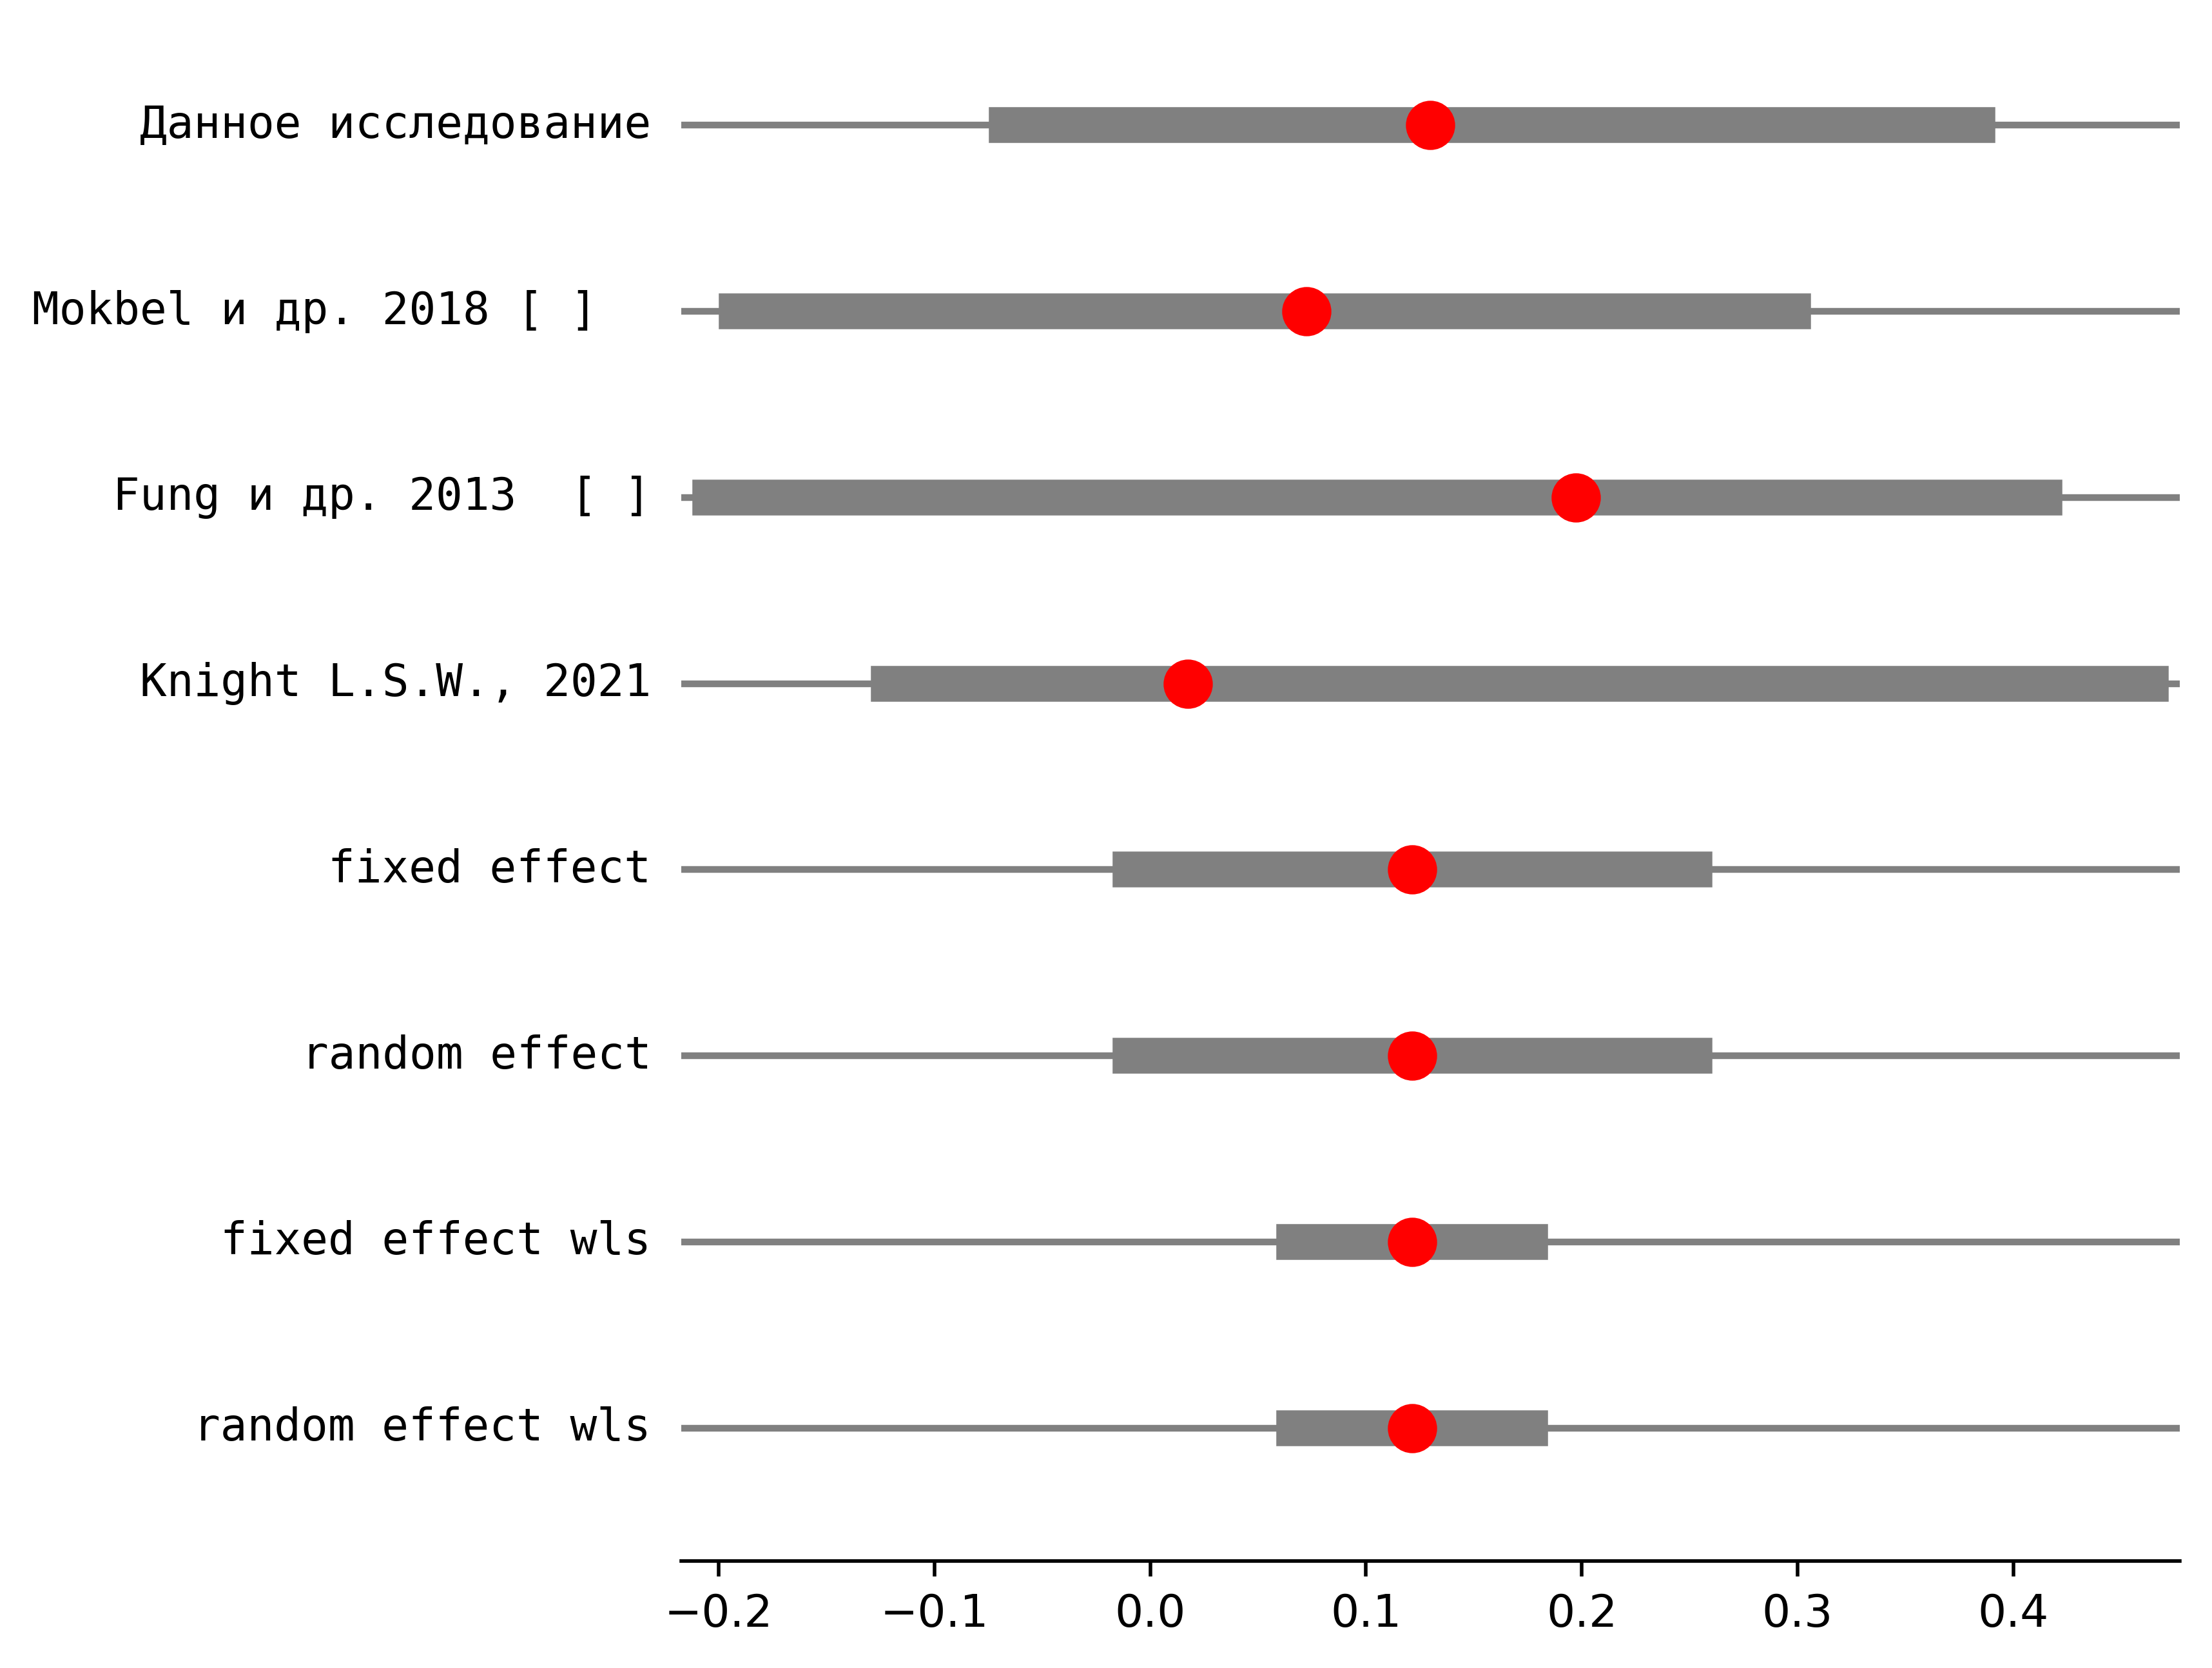 Данное исследование
Mokbel и др. 2018 [ ]
Fung и др. 2013  [ ]
Knight L.S.W., 2021
fixed effect
random effect
fixed effect wls
random effect wls
−0.2 −0.1 0.0 0.1 0.2 0.3 0.4